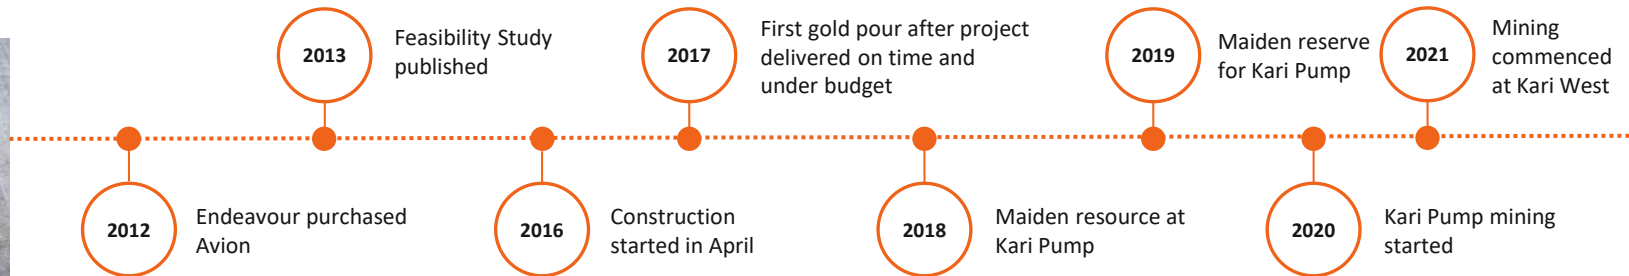 2013
Feasibility Study
published
2017
First gold pour after project
delivered on time and
under budget
2019
Maiden reserve
for Kari Pump
2021
Mining
commenced
at Kari West
2012
Endeavour purchased
Avion
2016
Construction
started in April
2018
Maiden resource at
Kari Pump
2020
Kari Pump mining
started